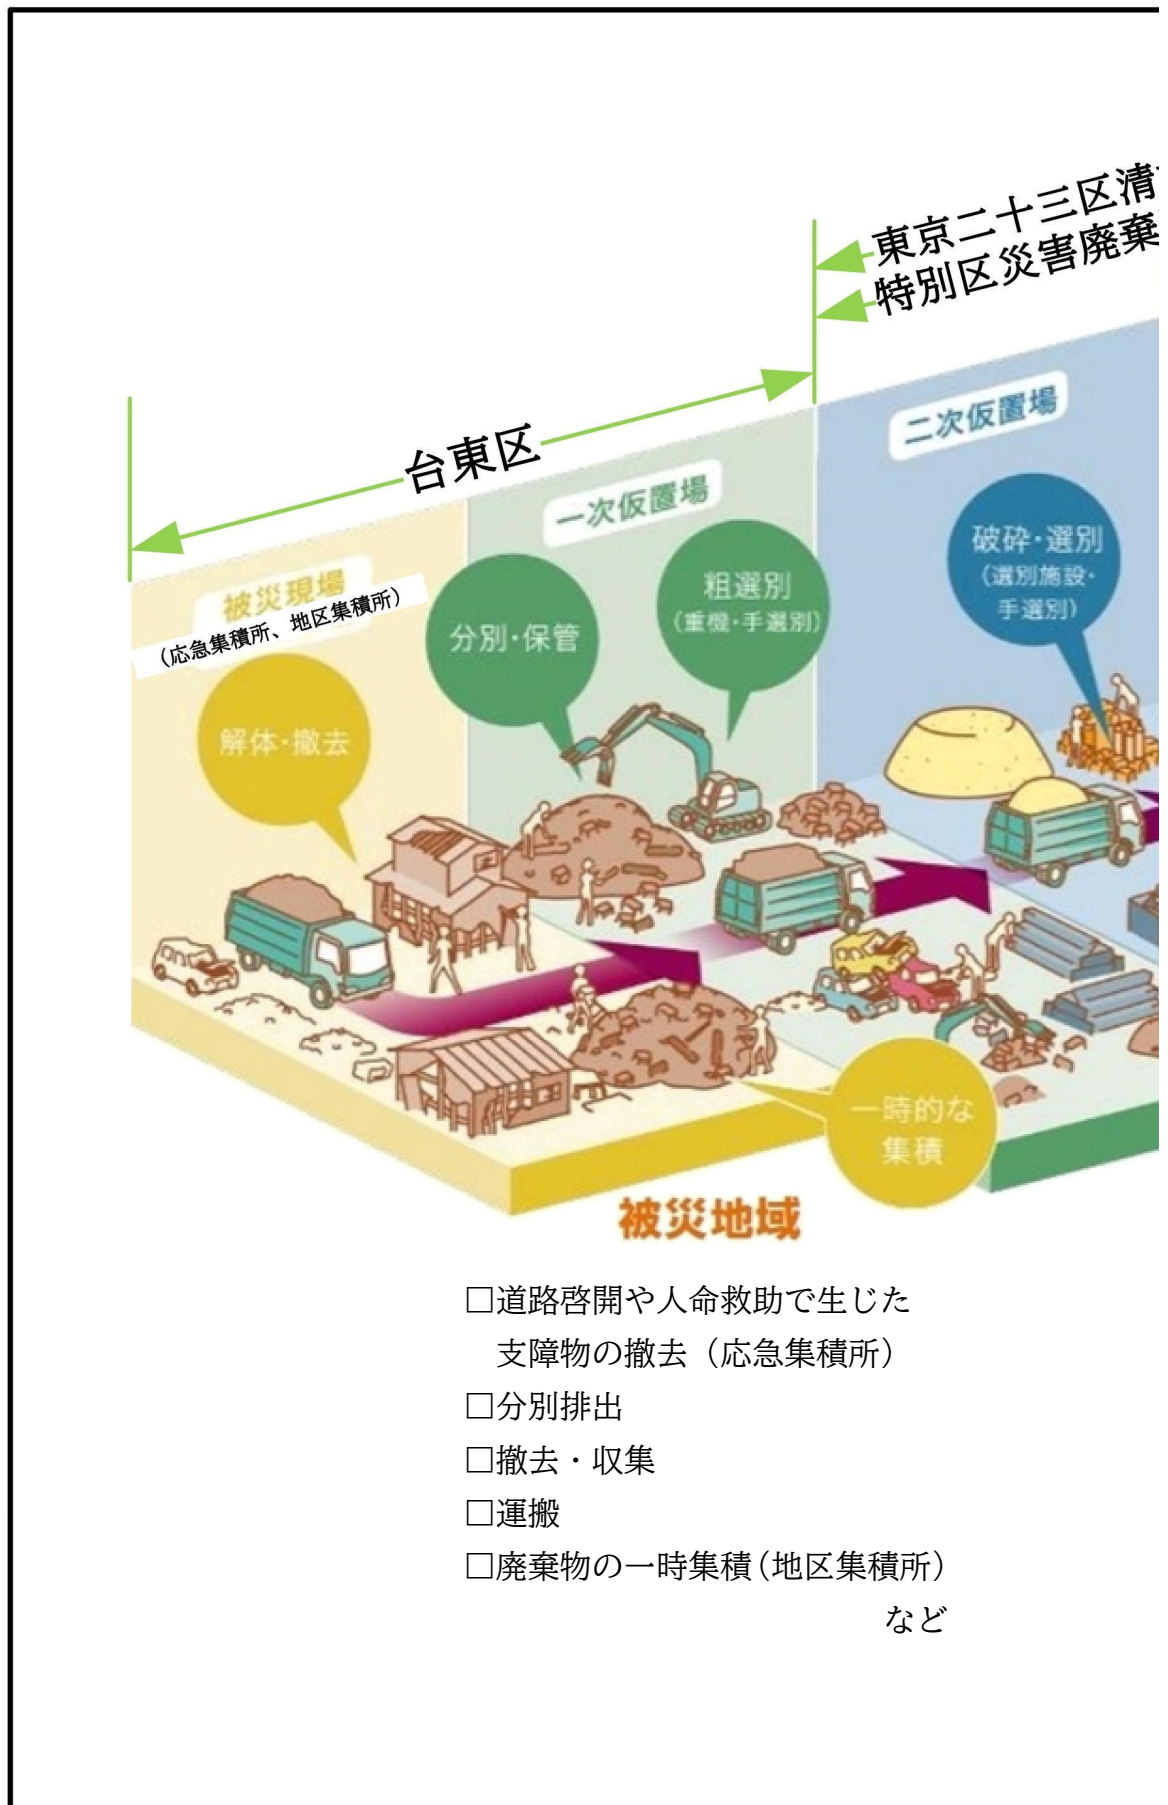 東京二十三区清
特別区災害廃棄
台東区
二次仮置場
一次仮置場
被災現場
（応急集積所、地区集積所）
破砕・選別
（選別施設・
手選別）
粗選別
（重機・手選別）
分別・保管
解体・撤去
一時的な
集積
被災地域
□道路啓開や人命救助で生じた
支障物の撤去（応急集積所）
□分別排出
□撤去・収集
□運搬
□廃棄物の一時集積（地区集積所）
など